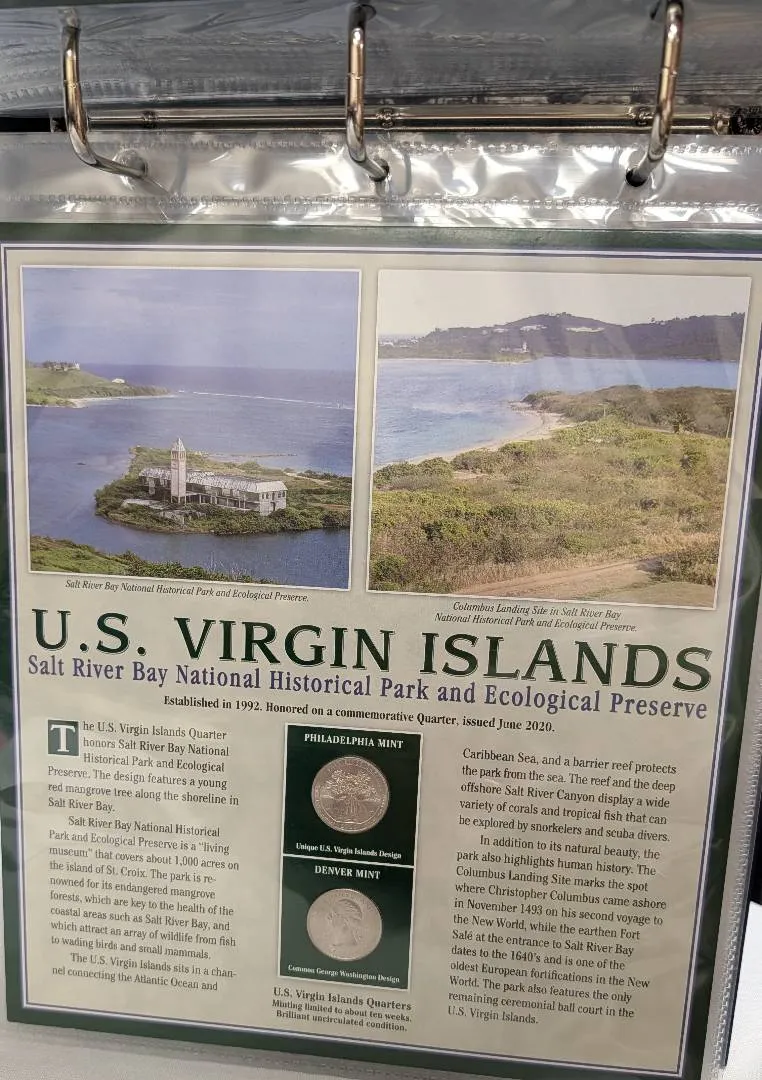 Salt River Bay National Historical Park and Ecological Preserve.
Columbus Landing Site in Salt River Bay
National Historical Park and Ecological Preserve.
U.S. VIRGIN ISLANDS
Salt River Bay National Historical Park and Ecological Preserve
Established in 1992. Honored on a commemorative Quarter, issued June 2020.
The U.S. Virgin Islands Quarter
honors Salt River Bay National
Historical Park and Ecological
Preserve. The design features a young
red mangrove tree along the shoreline in
Salt River Bay.
Salt River Bay National Historical
Park and Ecological Preserve is a "living
museum" that covers about 1,000 acres on
the island of St. Croix. The park is re-
nowned for its endangered mangrove
forests, which are key to the health of the
coastal areas such as Salt River Bay, and
which attract an array of wildlife from fish
to wading birds and small mammals.
The U.S. Virgin Islands sits in a chan-
nel connecting the Atlantic Ocean and
PHILADELPHIA MINT
Unique U.S. Virgin Islands Design
DENVER MINT
Common George Washington Design
U.S. Virgin Islands Quarters
Minting limited to about ten weeks.
Brilliant uncirculated condition.
Caribbean Sea, and a barrier reef protects
the park from the sea. The reef and the deep
offshore Salt River Canyon display a wide
variety of corals and tropical fish that can
be explored by snorkelers and scuba divers.
In addition to its natural beauty, the
park also highlights human history. The
Columbus Landing Site marks the spot
where Christopher Columbus came ashore
in November 1493 on his second voyage to
the New World, while the earthen Fort
Salé at the entrance to Salt River Bay
dates to the 1640's and is one of the
oldest European fortifications in the New
World. The park also features the only
remaining ceremonial ball court in the
U.S. Virgin Islands.